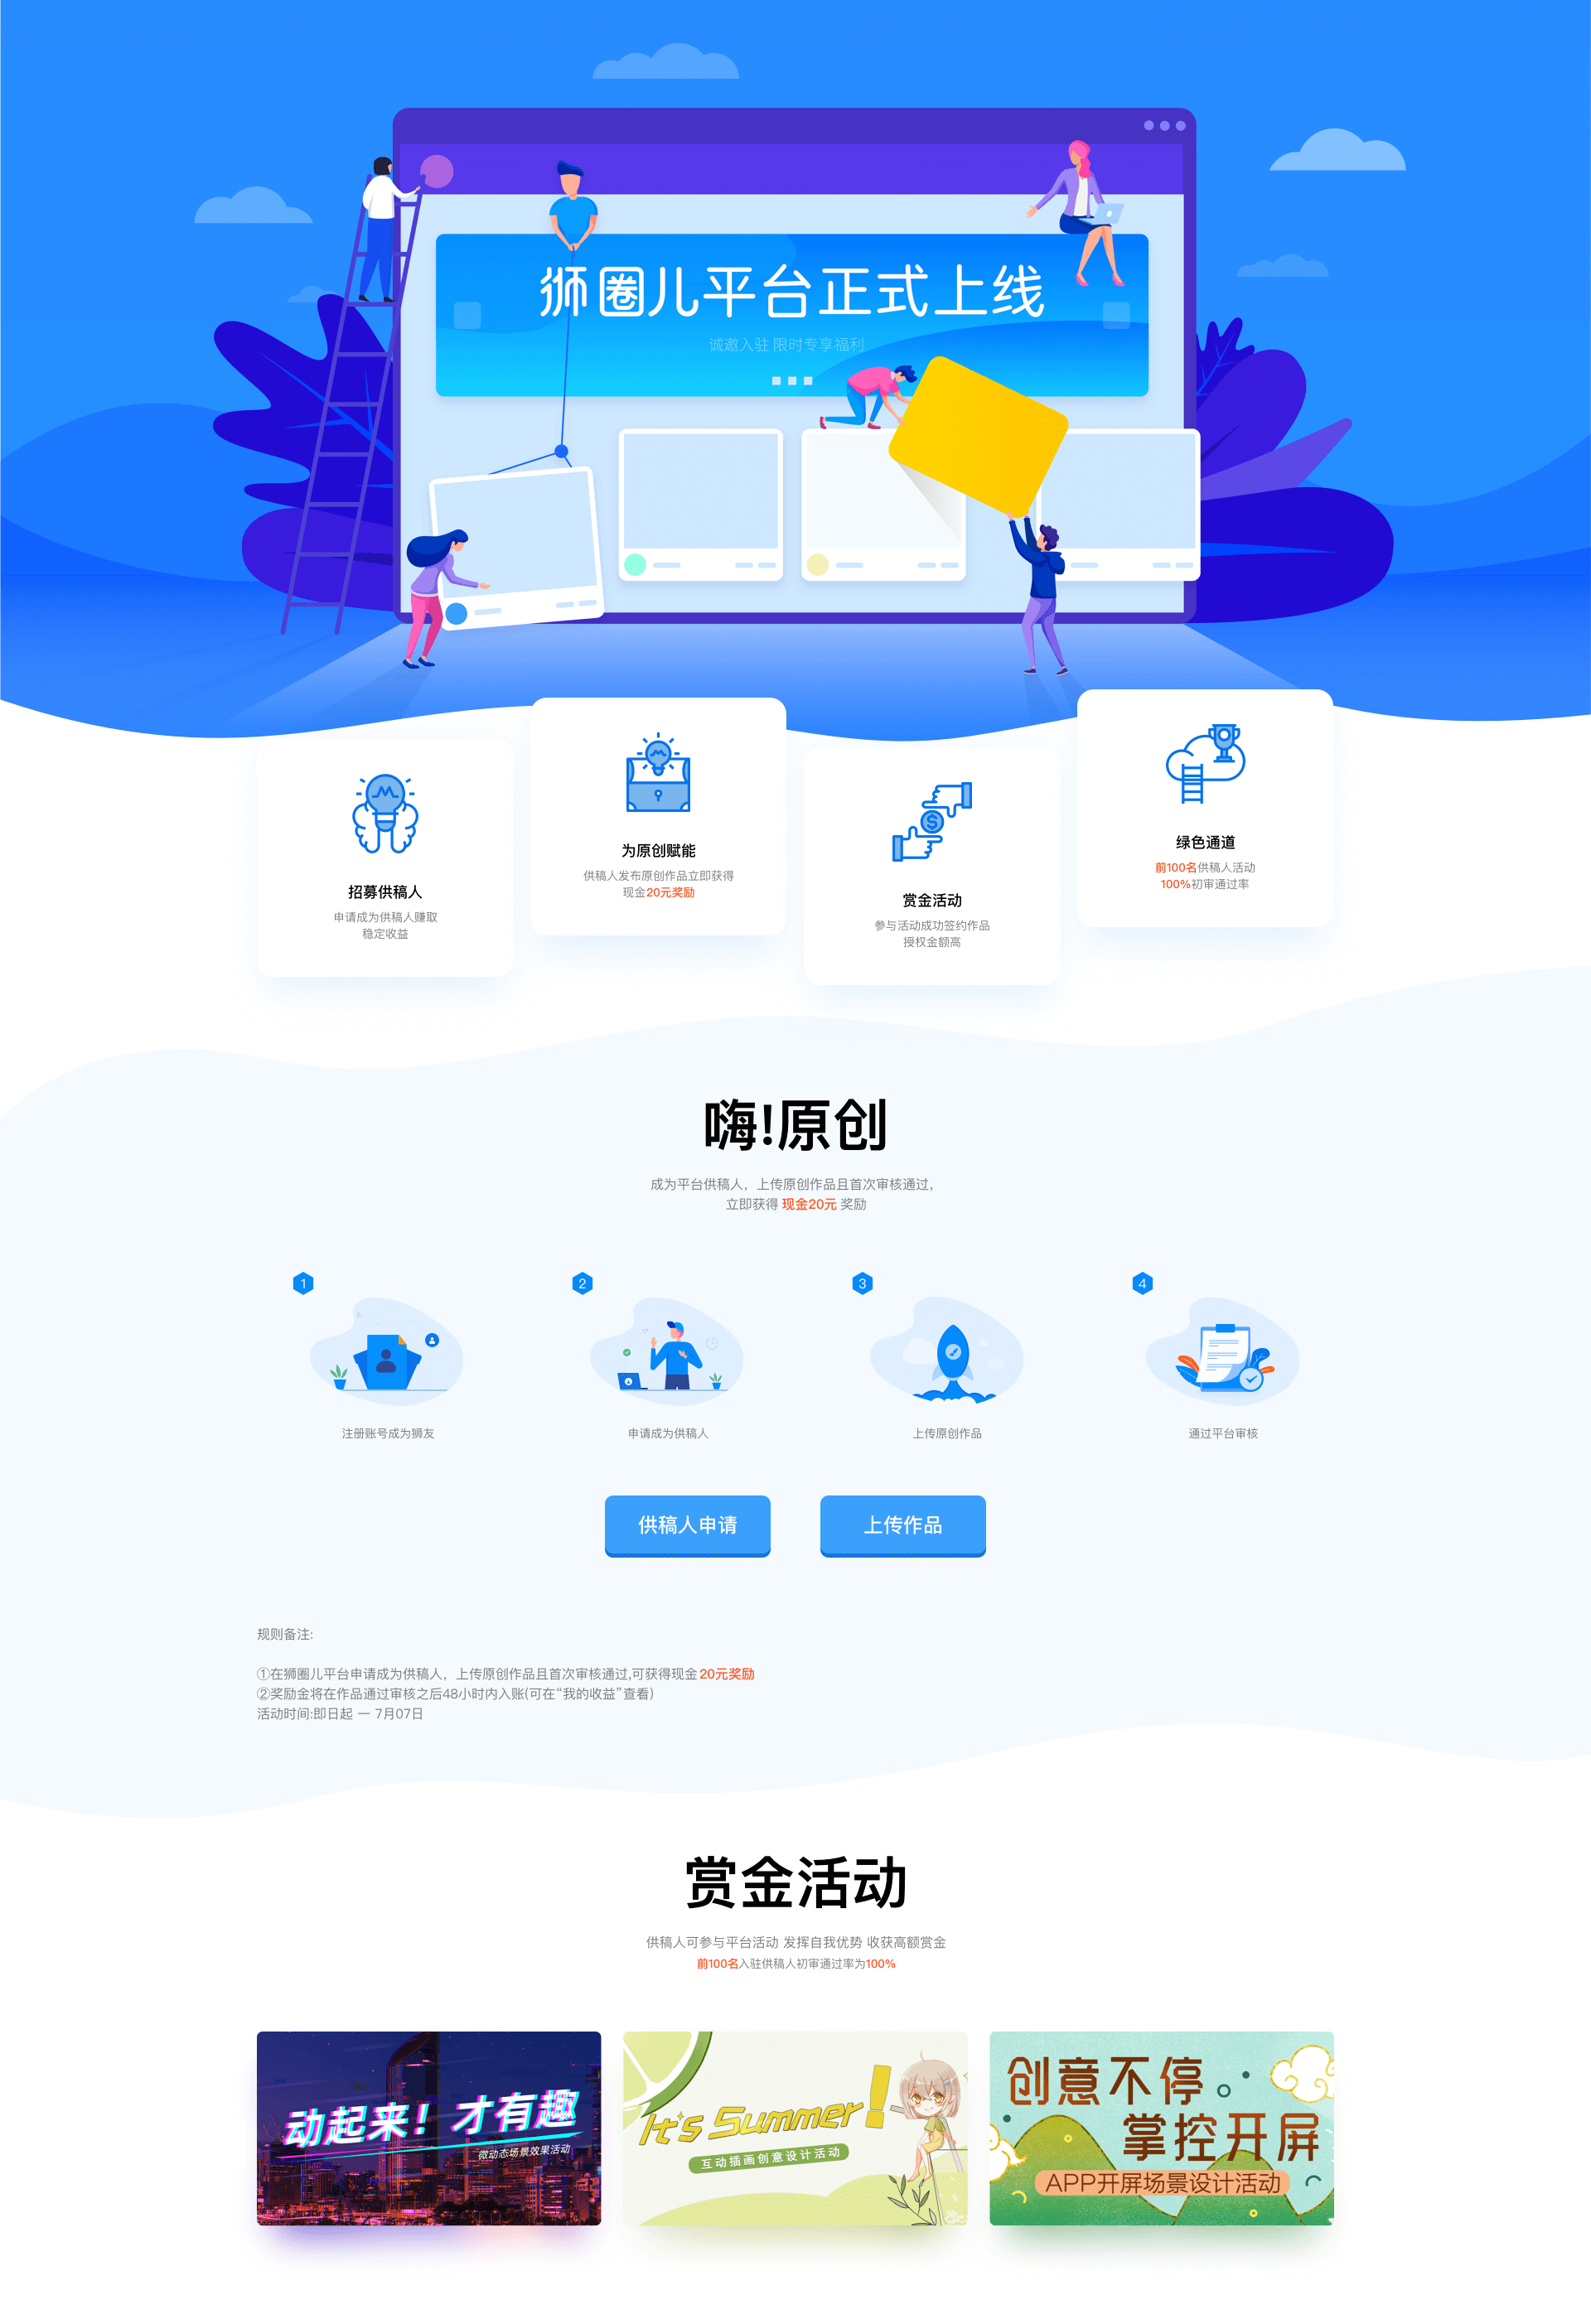 狮圈儿平台正式上线
诚邀入驻 限时专享福利
招募供稿人
申请成为供稿人赚取
稳定收益
为原创赋能
供稿人发布原创作品立即获得
现金20元奖励
赏金活动
参与活动成功签约作品
授权金额高
绿色通道
前100名供稿人活动
100%初审通过率
嗨!原创
成为平台供稿人，上传原创作品且首次审核通过，
立即获得 现金20元 奖励
1
2
3
4
注册账号成为狮友
申请成为供稿人
上传原创作品
通过平台审核
供稿人申请
上传作品
规则备注:
①在狮圈儿平台申请成为供稿人，上传原创作品且首次审核通过,可获得现金20元奖励
②奖励金将在作品通过审核之后48小时内入账(可在“我的收益”查看)
活动时间:即日起 一 7月07日
赏金活动
供稿人可参与平台活动 发挥自我优势 收获高额赏金
前100名入驻供稿人初审通过率为100%
动起来！才有趣
微动态场景效果活动
It's Summer!
互动插画创意设计活动
创意不停
掌控开屏
APP开屏场景设计活动